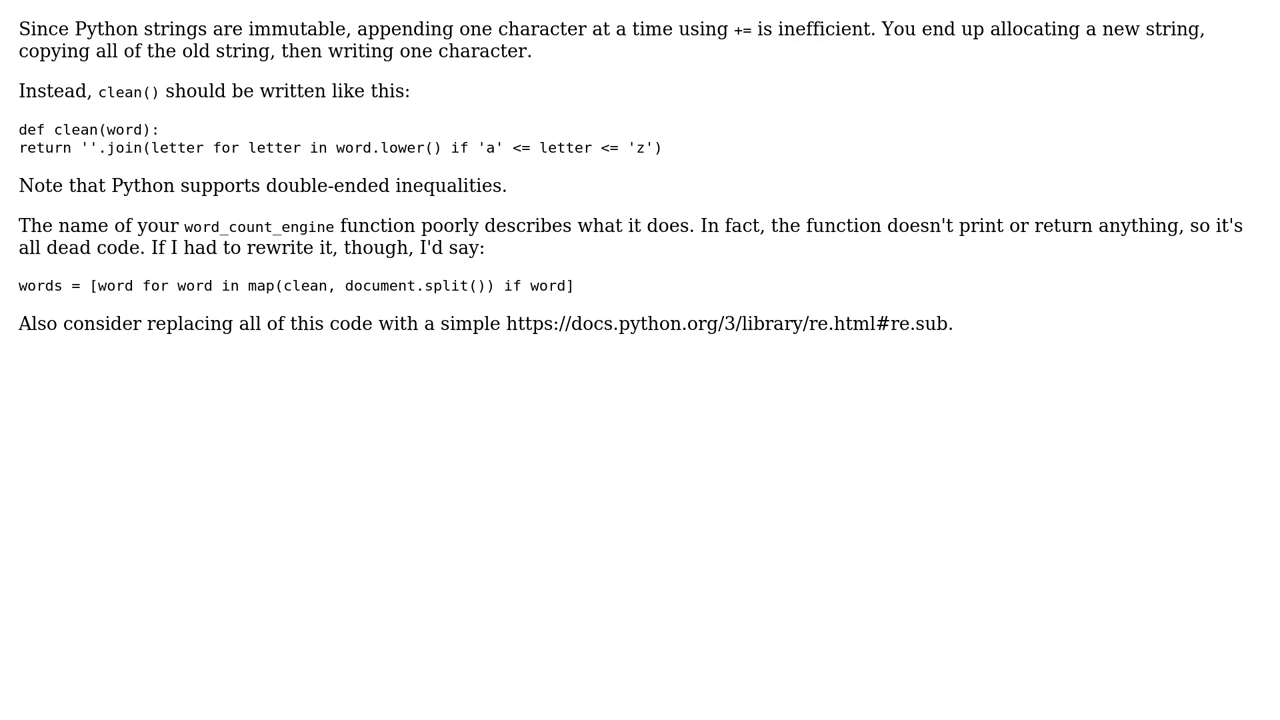 Since Python strings are immutable, appending one character at a time using += is inefficient. You end up allocating a new string,
copying all of the old string, then writing one character.
Instead, clean() should be written like this:
def clean(word):
return ''.join(letter for letter in word.lower() if 'a' <= letter <= 'z')
Note that Python supports double-ended inequalities.
The name of your word_count_engine function poorly describes what it does. In fact, the function doesn't print or return anything, so it's
all dead code. If I had to rewrite it, though, I'd say:
words = [word for word in map(clean, document.split()) if word]
Also consider replacing all of this code with a simple https://docs.python.org/3/library/re.html#re.sub.